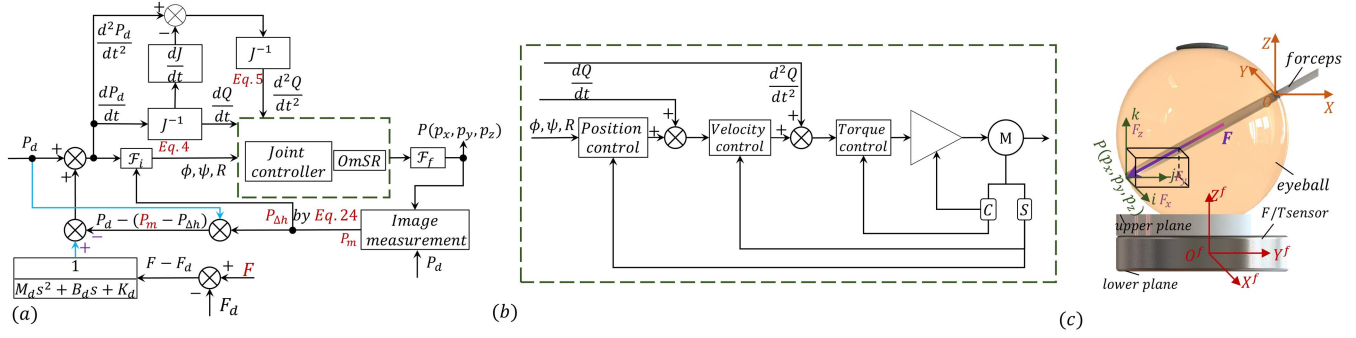 +
−
d²P_d
dt²
dJ
dt
J⁻¹
Eq.5
d²Q
dt²
dP_d
dt
J⁻¹
Eq.4
dQ
dt
P_d
+
+
ℱ_i
ϕ,ψ,R
Joint
controller
OmSR
ℱ_f
P(p_x,p_y,p_z)
P_d − (P_m − P_Δh)
P_Δh by Eq.24
P_m
Image
measurement
P_d
−
+
1
M_d s² + B_d s + K_d
F − F_d
+
F
−
F_d
(a)
dQ
dt
d²Q
dt²
ϕ,ψ,R
Position
control
+
+
Velocity
control
+
+
Torque
control
M
C
S
(b)
Z
forceps
Y
O
X
k
F_z
F
P(p_x,p_y,p_z)
j F_y
i F_x
eyeball
Z^f
F/Tsensor
upper plane
O^f
Y^f
X^f
lower plane
(c)